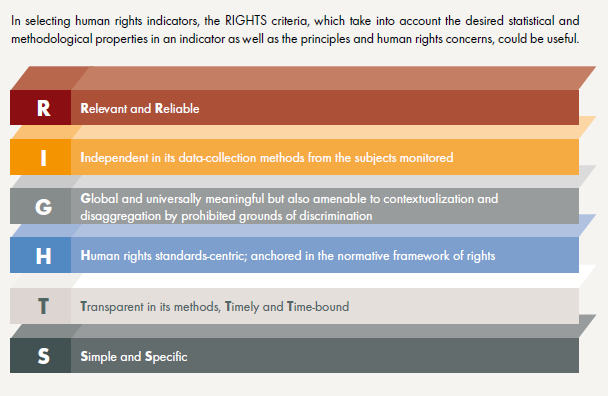 In selecting human rights indicators, the RIGHTS criteria, which take into account the desired statistical and
methodological properties in an indicator as well as the principles and human rights concerns, could be useful.
R Relevant and Reliable
I Independent in its data-collection methods from the subjects monitored
G Global and universally meaningful but also amenable to contextualization and
disaggregation by prohibited grounds of discrimination
H Human rights standards-centric; anchored in the normative framework of rights
T Transparent in its methods, Timely and Time-bound
S Simple and Specific